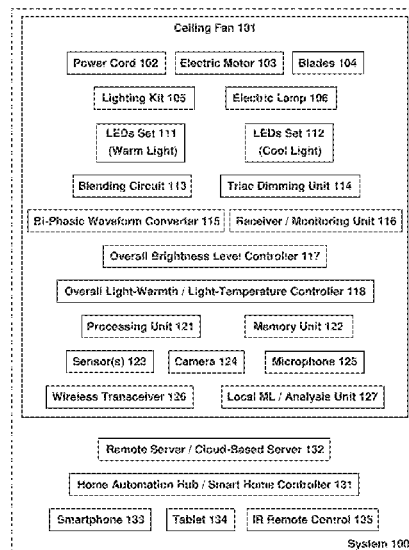 Ceiling Fan 101
Power Cord 102 Electric Motor 103 Blades 104
Lighting Kit 105 Electric Lamp 106
LEDs Set 111 LEDs Set 112
(Warm Light) (Cool Light)
Blending Circuit 113 Triac Dimming Unit 114
Bi-Phasic Waveform Converter 115 Receiver / Monitoring Unit 116
Overall Brightness Level Controller 117
Overall Light-Warmth / Light-Temperature Controller 118
Processing Unit 121 Memory Unit 122
Sensor(s) 123 Camera 124 Microphone 125
Wireless Transceiver 126 Local ML / Analysis Unit 127
Remote Server / Cloud-Based Server 132
Home Automation Hub / Smart Home Controller 131
Smartphone 133 Tablet 134 IR Remote Control 135
System 100